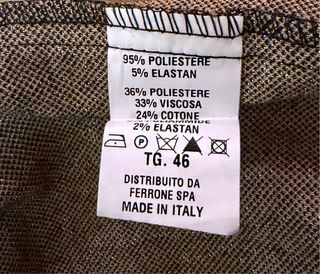 95% POLIESTERE
5% ELASTAN
36% POLIESTERE
33% VISCOSA
24% COTONE
POLIAMMIDE
2% ELASTAN
P
TG. 46
DISTRIBUITO DA
FERRONE SPA
MADE IN ITALY